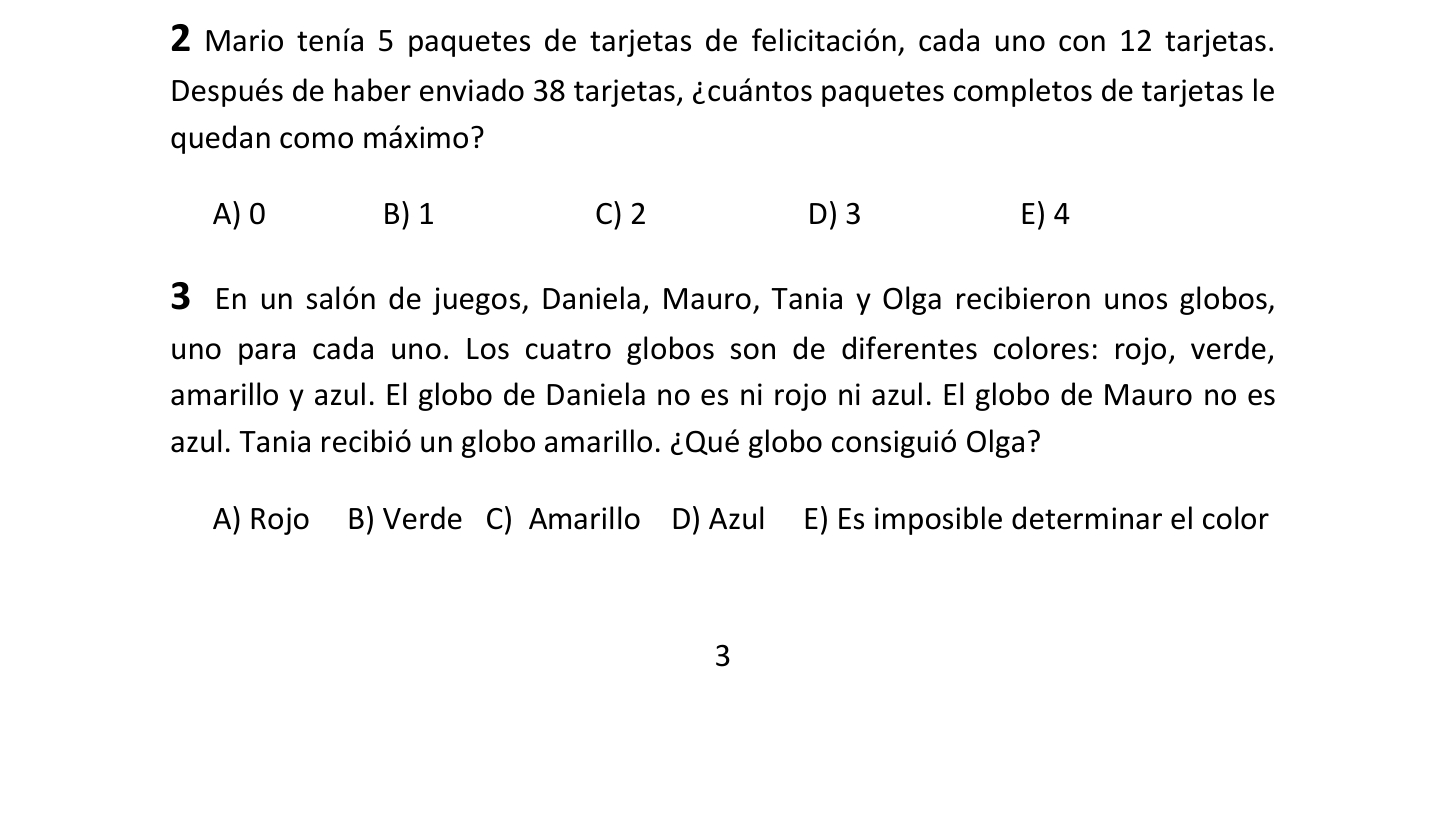 2 Mario tenía 5 paquetes de tarjetas de felicitación, cada uno con 12 tarjetas.
Después de haber enviado 38 tarjetas, ¿cuántos paquetes completos de tarjetas le
quedan como máximo?
A) 0 B) 1 C) 2 D) 3 E) 4
3 En un salón de juegos, Daniela, Mauro, Tania y Olga recibieron unos globos,
uno para cada uno. Los cuatro globos son de diferentes colores: rojo, verde,
amarillo y azul. El globo de Daniela no es ni rojo ni azul. El globo de Mauro no es
azul. Tania recibió un globo amarillo. ¿Qué globo consiguió Olga?
A) Rojo B) Verde C) Amarillo D) Azul E) Es imposible determinar el color
3